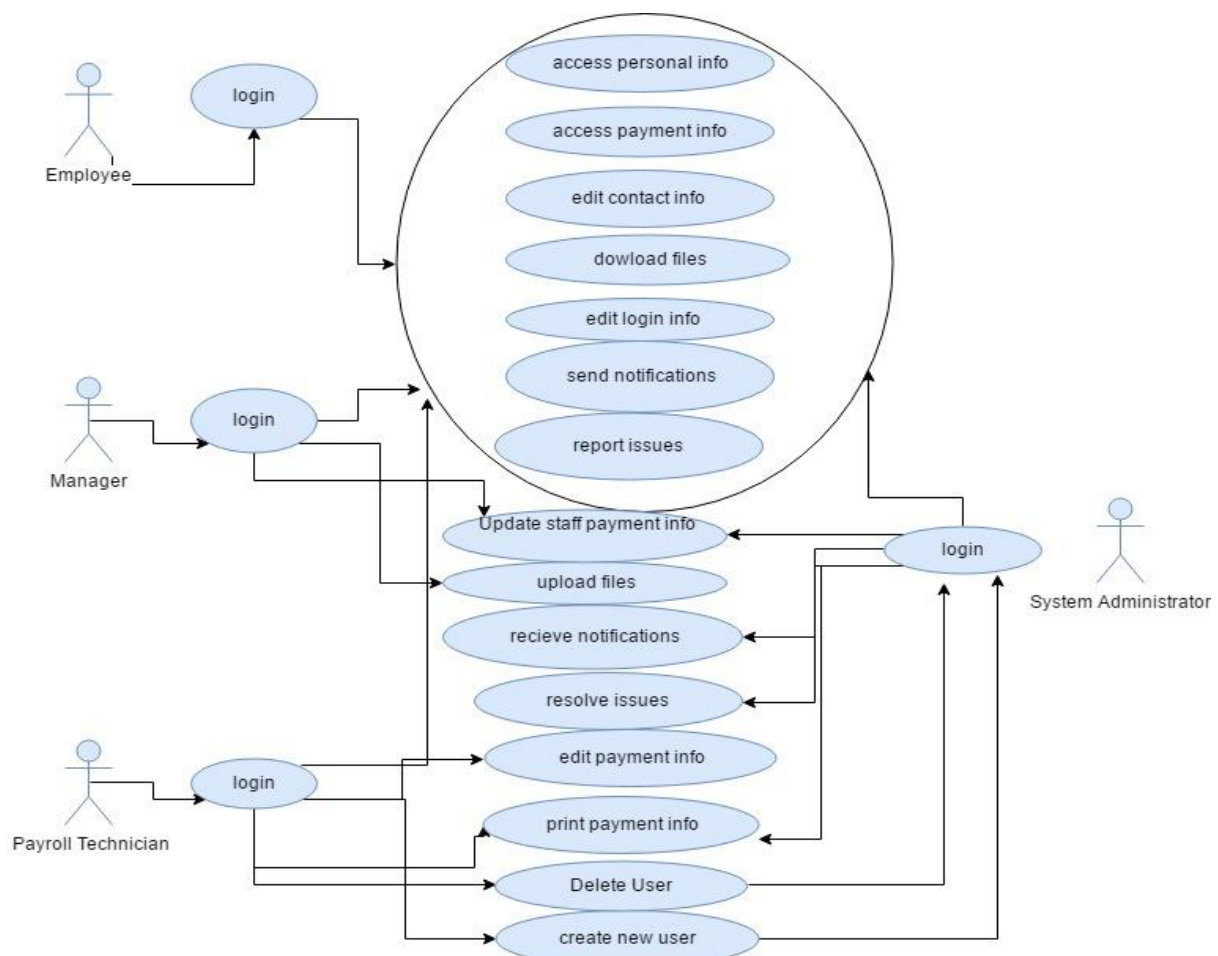 access personal info
login
access payment info
Employee
edit contact info
dowload files
edit login info
send notifications
login
report issues
Manager
Update staff payment info
login
upload files
System Administrator
recieve notifications
resolve issues
edit payment info
login
print payment info
Payroll Technician
Delete User
create new user